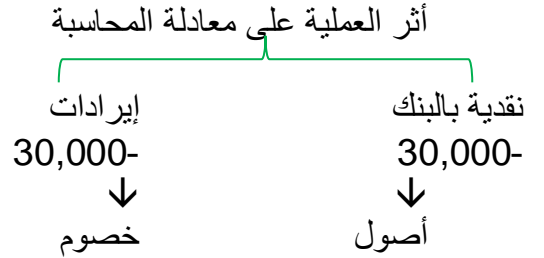 أثر العملية على معادلة المحاسبة
نقدية بالبنك إيرادات
30,000- 30,000-
أصول خصوم